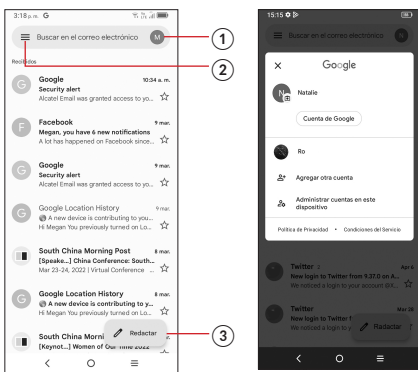 3:18 p. m. G
Buscar en el correo electrónico M
1
2
Recibidos
G Google 10:34 a. m.
Security alert
Alcatel Email was granted access to yo...
F Facebook 9 mar.
Megan, you have 6 new notifications
A lot has happened on Facebook since...
G Google 9 mar.
Security alert
Alcatel Email was granted access to yo...
G Google Location History 9 mar.
A new device is contributing to you...
Hi Megan You previously turned on Lo...
South China Morning Post 8 mar.
[Speake...] China Conference: South...
Mar 23-24, 2022 | Virtual Conference ...
G Google Location History 8 mar.
A new device is contributing to y...
Hi Megan You previously turned on Lo...
South China Morni
[Keynot...] Women of Our Time 2022
Redactar
3
15:15
Buscar en el correo electrónico M
Google
N Natalie
Cuenta de Google
Ro
Agregar otra cuenta
Administrar cuentas en este
dispositivo
Política de Privacidad • Condiciones del Servicio
Twitter 2 Apr 6
New login to Twitter from 9.37.0 on A...
We noticed a login to your account @X...
Twitter Mar 28
New login to Twitter f
We noticed a login to y
Redactar